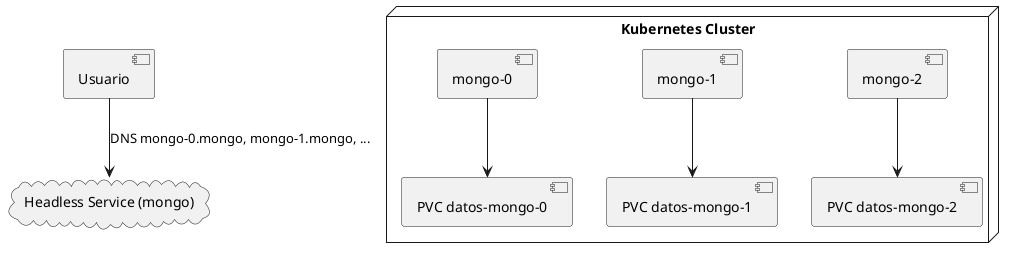 Kubernetes Cluster
Usuario
mongo-0
mongo-1
mongo-2
DNS mongo-0.mongo, mongo-1.mongo, ...
Headless Service (mongo)
PVC datos-mongo-0
PVC datos-mongo-1
PVC datos-mongo-2